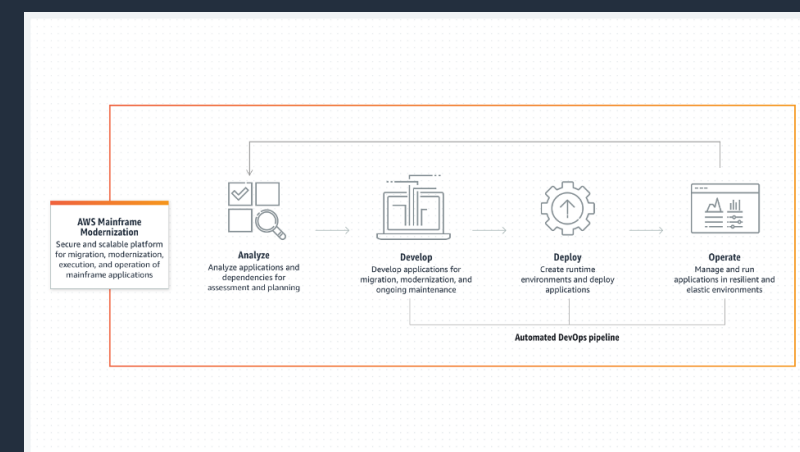 AWS Mainframe
Modernization
Secure and scalable platform
for migration, modernization,
execution, and operation of
mainframe applications
Analyze
Analyze applications and
dependencies for
assessment and planning
Develop
Develop applications for
migration, modernization, and
ongoing maintenance
Deploy
Create runtime
environments and deploy
applications
Operate
Manage and run
applications in resilient and
elastic environments
Automated DevOps pipeline